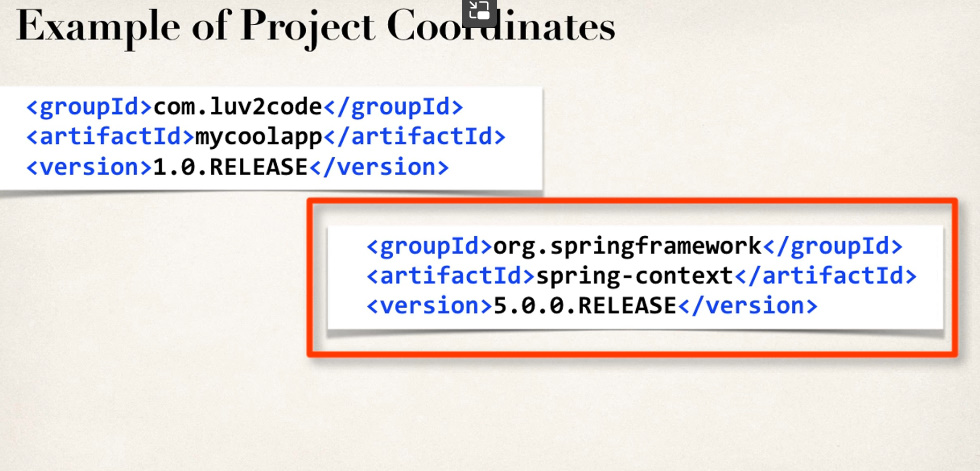 Example of Project Coordinates
<groupId>com.luv2code</groupId>
<artifactId>mycoolapp</artifactId>
<version>1.0.RELEASE</version>
<groupId>org.springframework</groupId>
<artifactId>spring-context</artifactId>
<version>5.0.0.RELEASE</version>